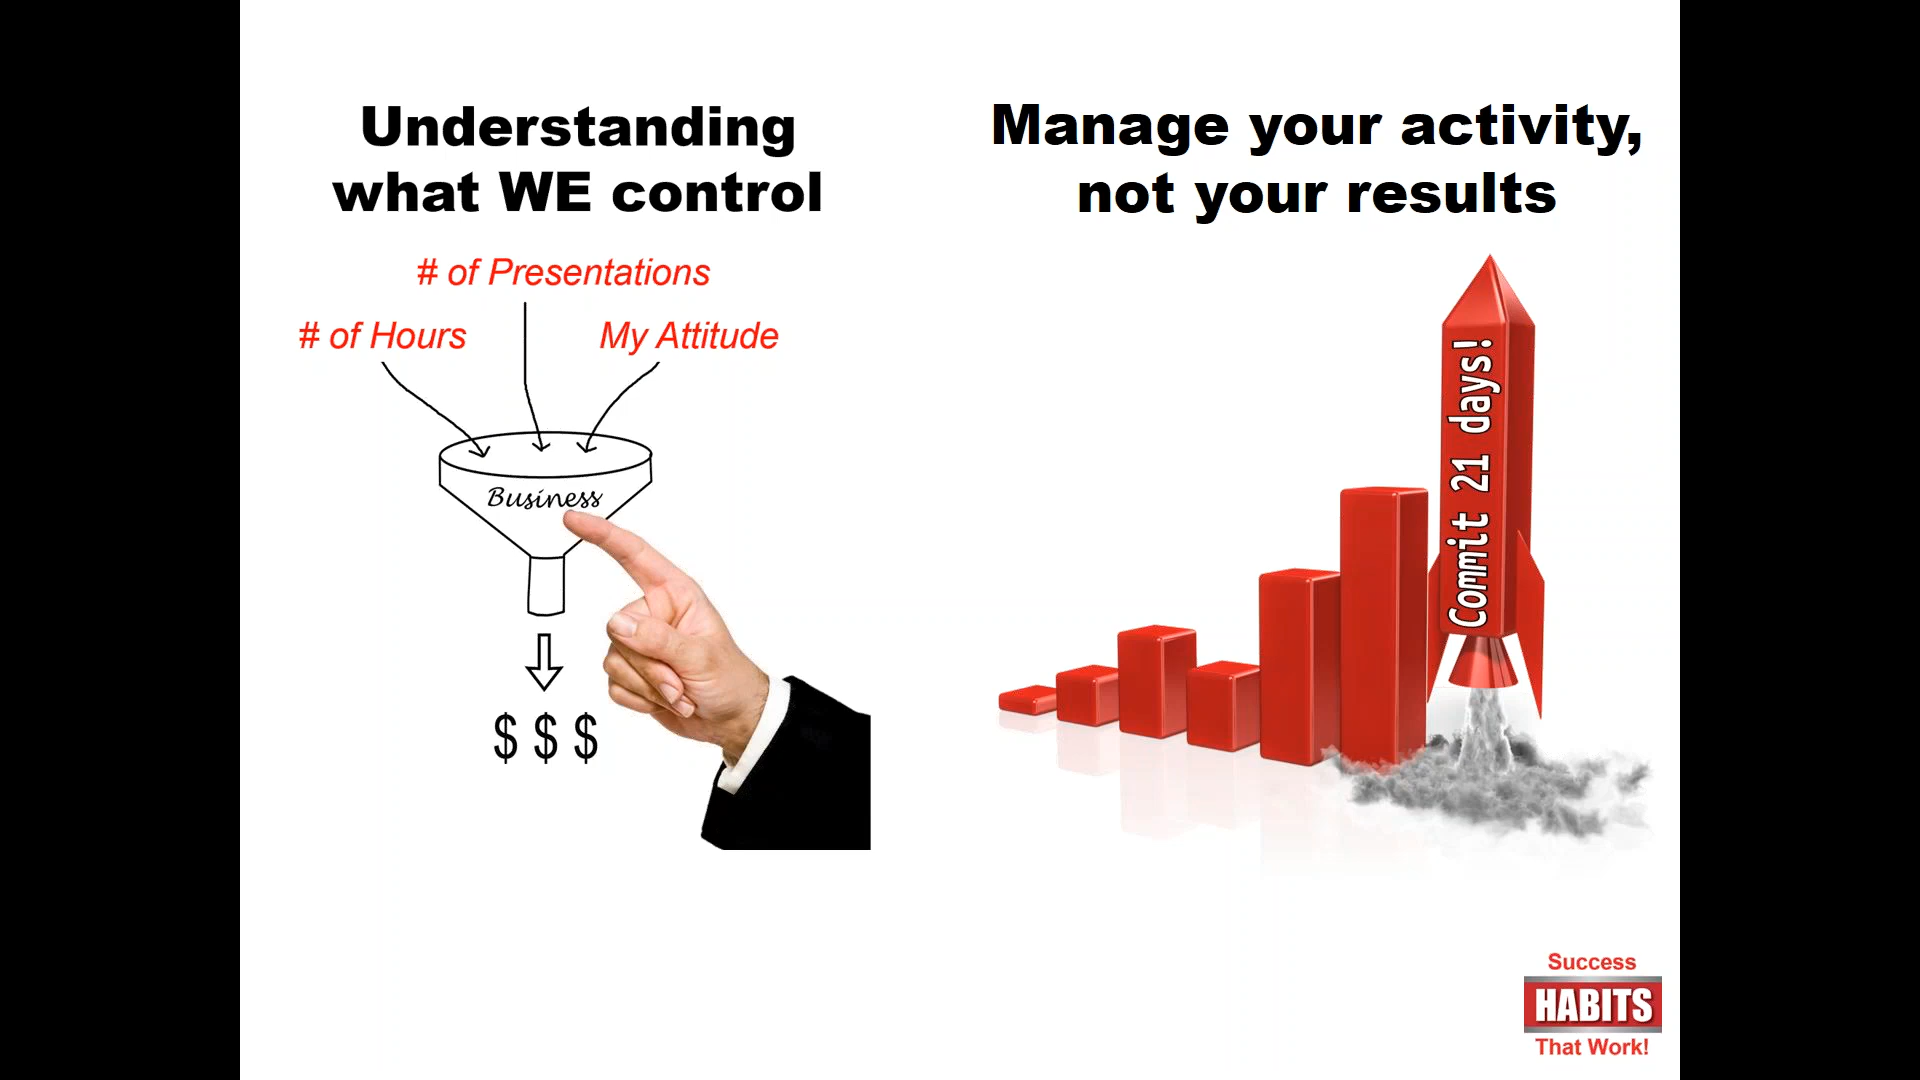 Understanding
what WE control
# of Presentations
# of Hours
My Attitude
Business
$ $ $
Manage your activity,
not your results
Commit 21 days!
Success
HABITS
That Work!